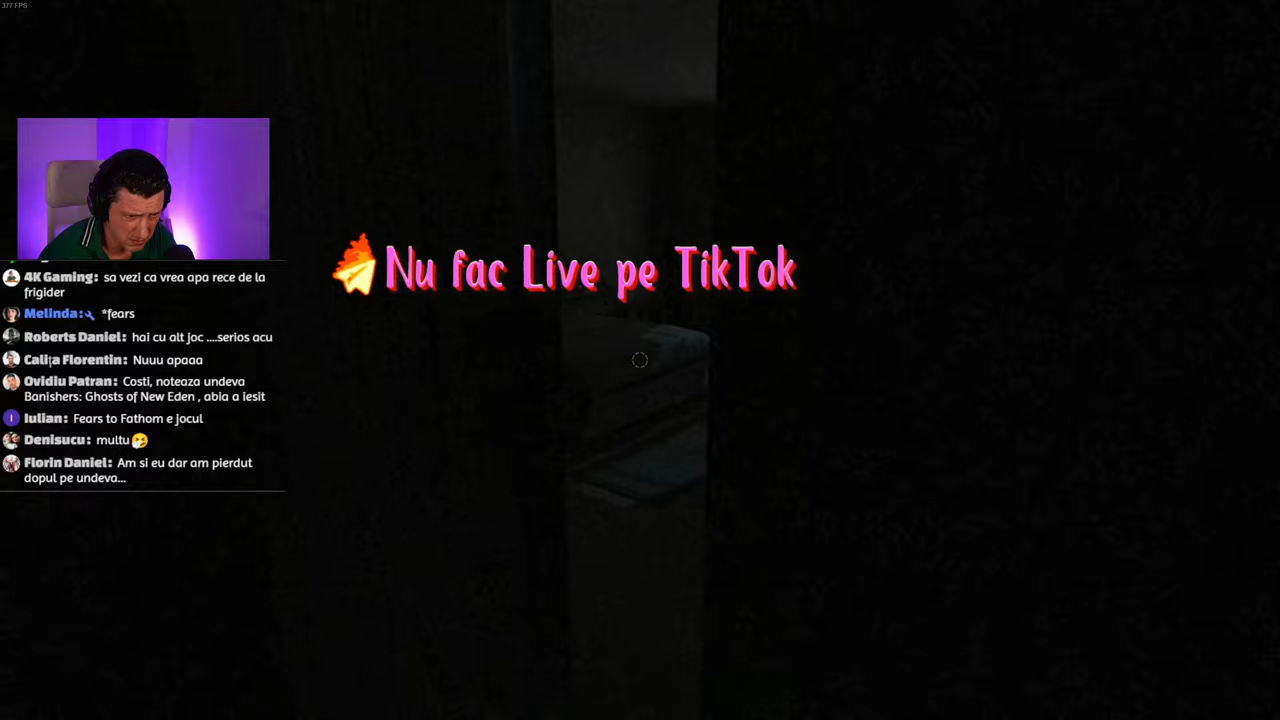 377 FPS
Nu fac Live pe TikTok
4K Gaming: sa vezi ca vrea apa rece de la
frigider
Melinda: *fears
Roberts Daniel: hai cu alt joc ....serios acu
Calița Florentin: Nuuu apaaa
Ovidiu Patran: Costi, noteaza undeva
Banishers: Ghosts of New Eden , abia a iesit
I
Iulian: Fears to Fathom e jocul
Denisucu: multu
Florin Daniel: Am si eu dar am pierdut
dopul pe undeva...